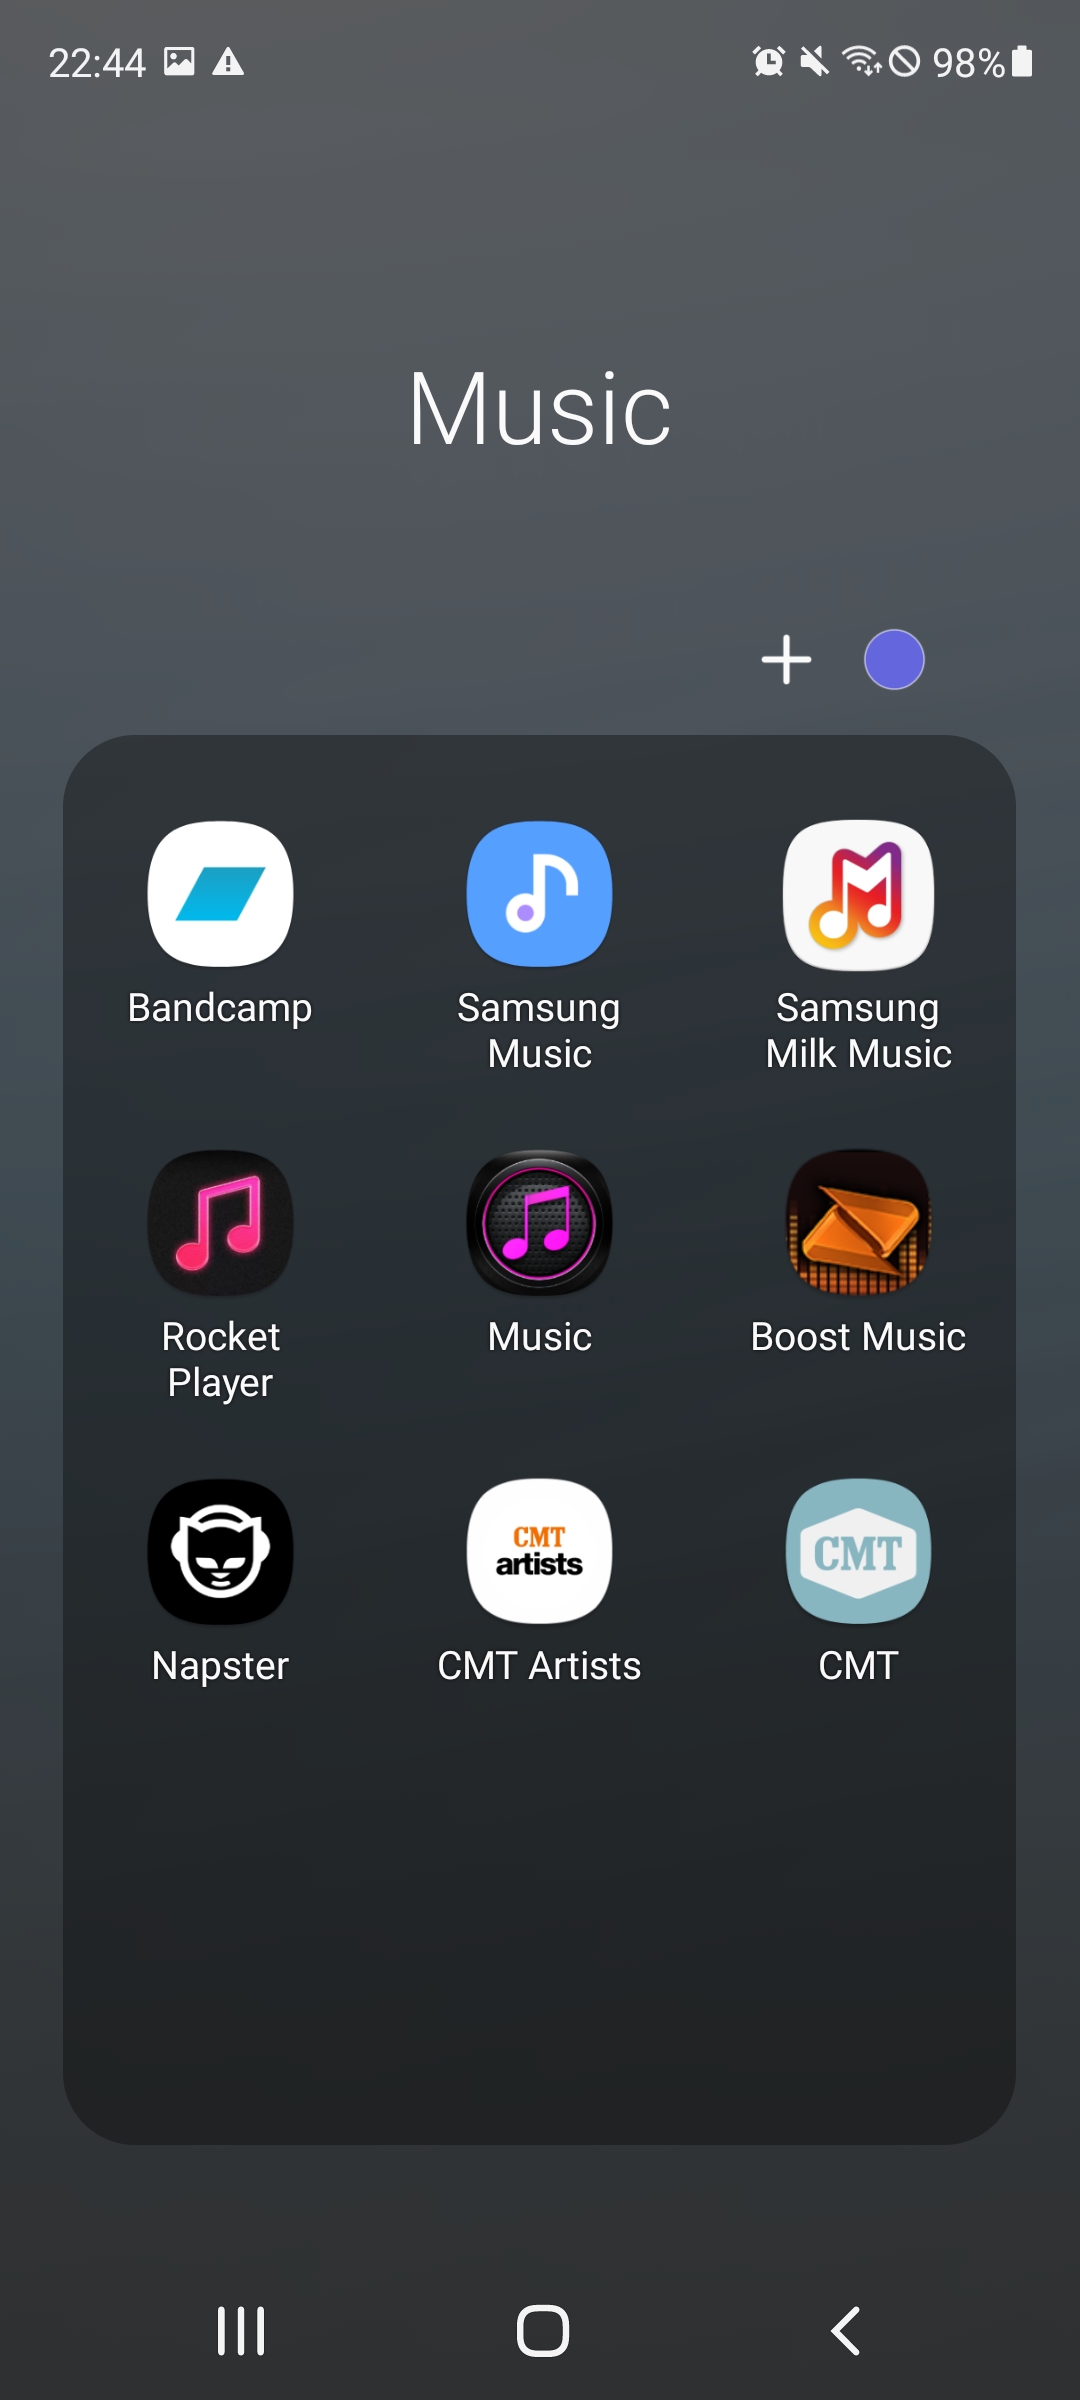 22:44
98%
Music
Bandcamp
Samsung
Music
Samsung
Milk Music
Rocket
Player
Music
Boost Music
CMT
artists
CMT
Napster
CMT Artists
CMT